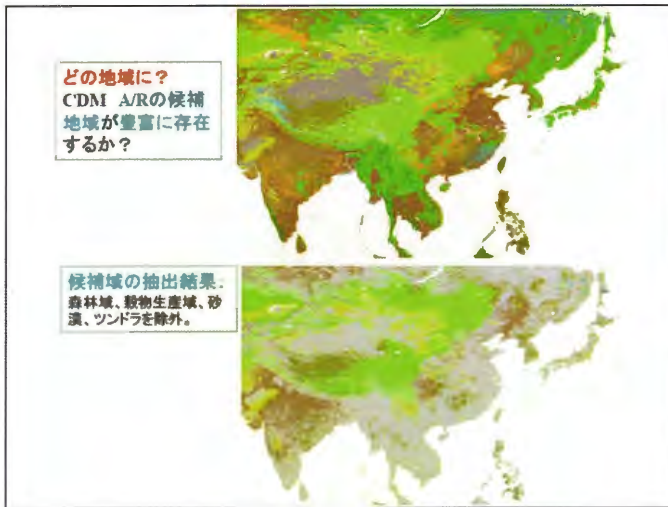 どの地域に？
CDM A/Rの候補
地域が豊富に存在
するか？
候補域の抽出結果．
森林域、穀物生産域、砂
漠、ツンドラを除外。